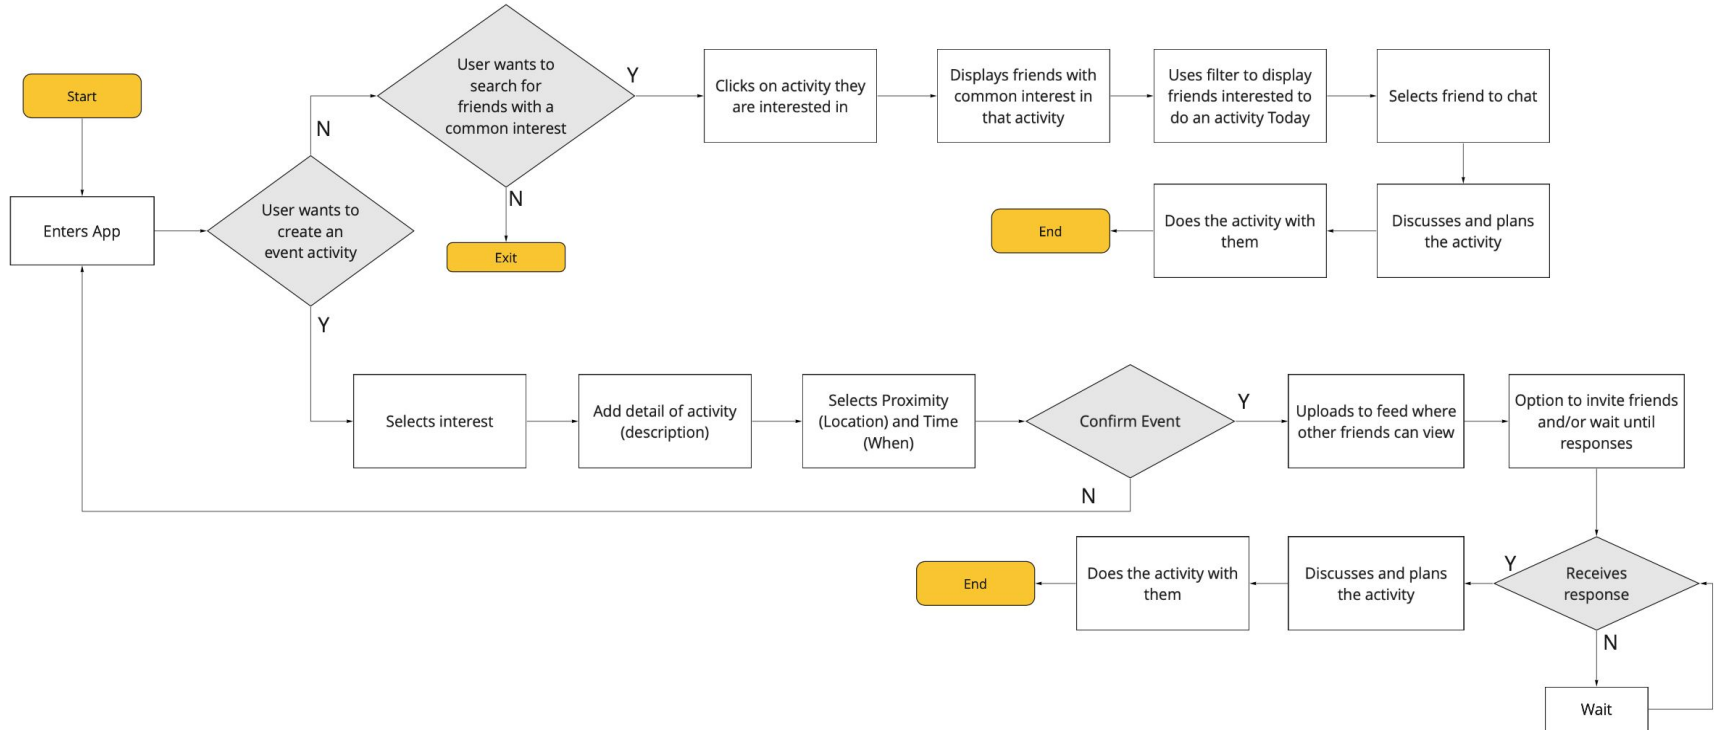 Start
Enters App
User wants to
create an
event activity
N
Y
User wants to
search for
friends with a
common interest
Y
N
Exit
Clicks on activity they
are interested in
Displays friends with
common interest in
that activity
Uses filter to display
friends interested to
do an activity Today
Selects friend to chat
Discusses and plans
the activity
Does the activity with
them
End
Selects interest
Add detail of activity
(description)
Selects Proximity
(Location) and Time
(When)
Confirm Event
Y
N
Uploads to feed where
other friends can view
Option to invite friends
and/or wait until
responses
Receives
response
Y
N
Wait
Discusses and plans
the activity
Does the activity with
them
End